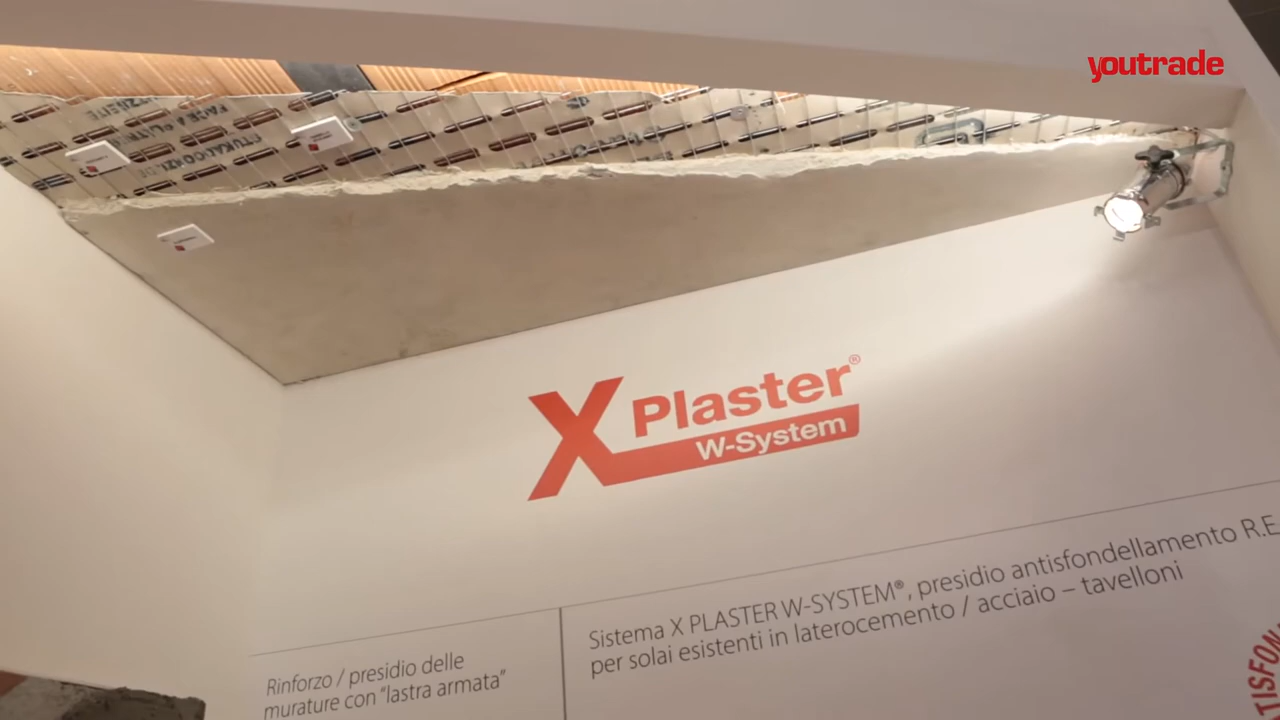 youtrade
X Plaster®
W-System
Sistema X PLASTER W-SYSTEM®, presidio antisfondellamento R.E.
per solai esistenti in laterocemento / acciaio – tavelloni
Rinforzo / presidio delle
murature con “lastra armata”